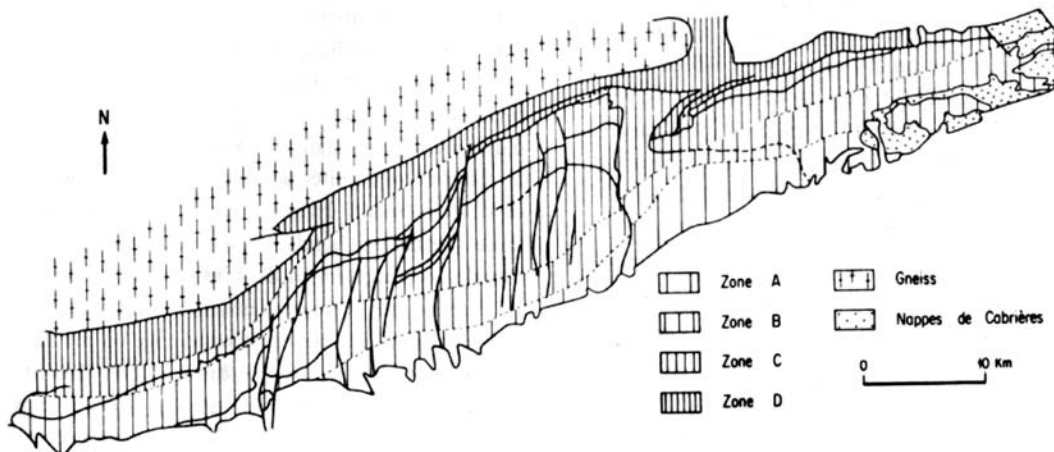 N
Zone A
Zone B
Zone C
Zone D
Gneiss
Nappes de Cabrières
0 10 Km